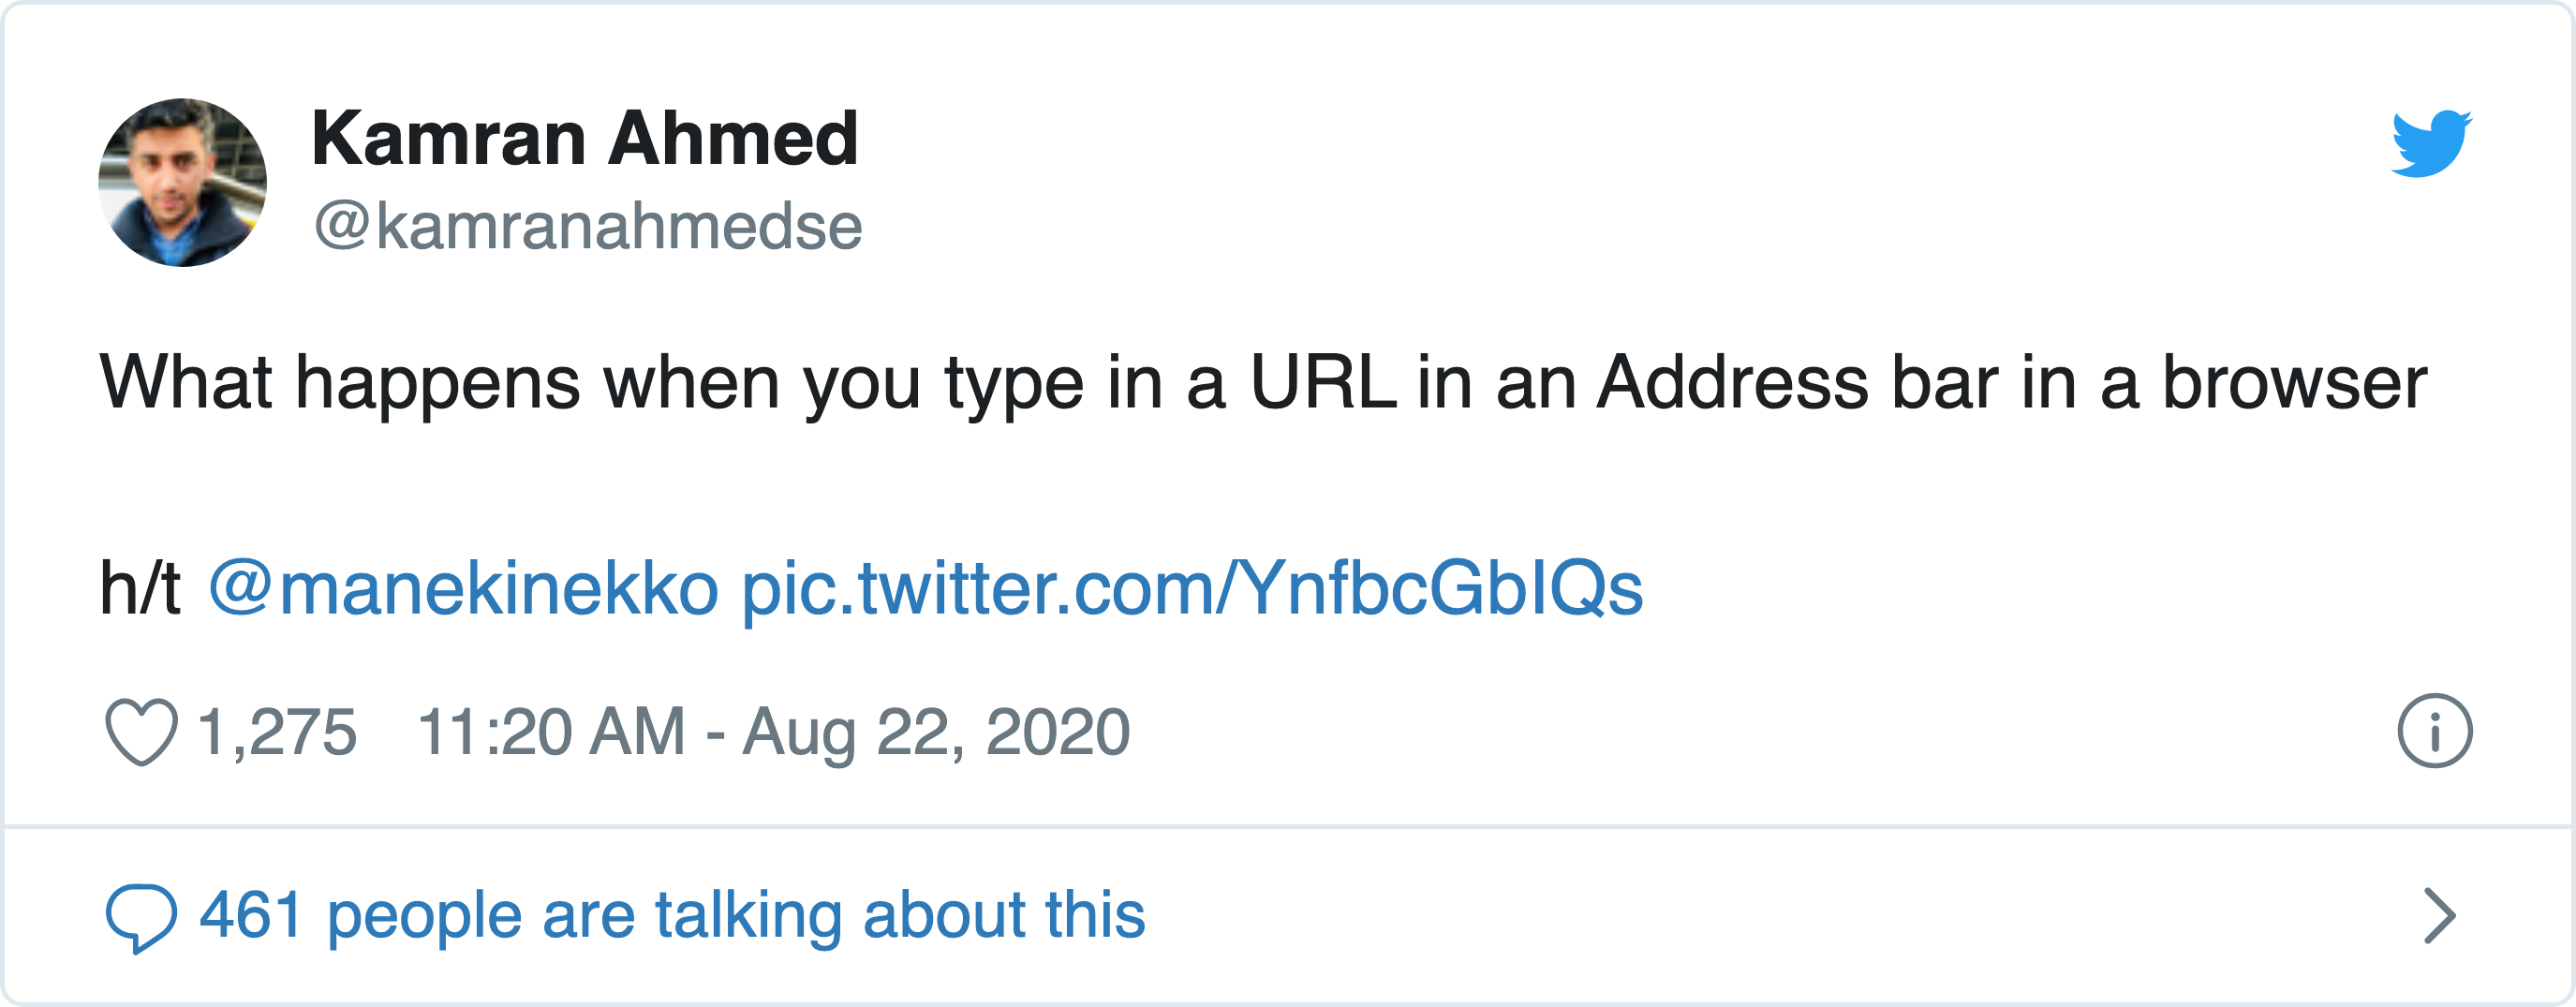 Kamran Ahmed
@kamranahmedse
What happens when you type in a URL in an Address bar in a browser
h/t @manekinekko pic.twitter.com/YnfbcGbIQs
1,275 11:20 AM - Aug 22, 2020
461 people are talking about this